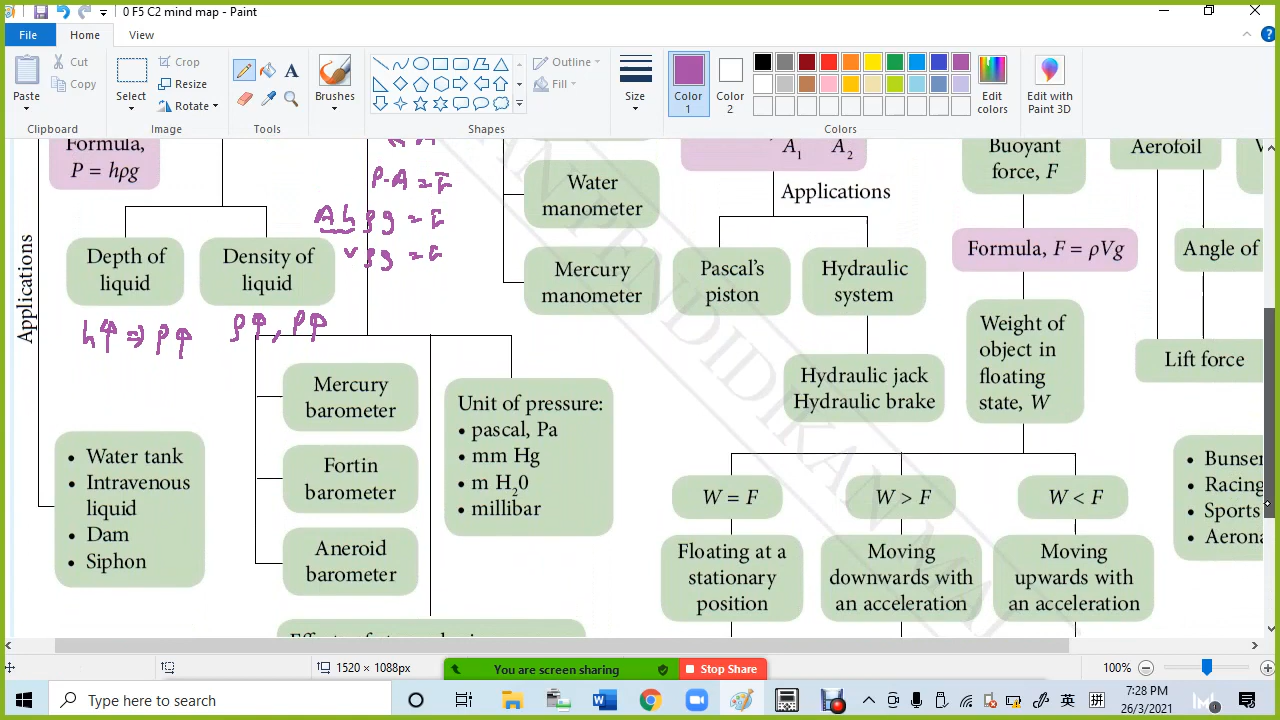 0 F5 C2 mind map - Paint
File
Home
View
Paste
Cut
Copy
Clipboard
Select
Crop
Resize
Rotate
Image
Tools
Brushes
Outline
Fill
Shapes
Size
Color 1
Color 2
Edit colors
Edit with Paint 3D
Colors
Formula,
P = hρg
Applications
Depth of
liquid
Density of
liquid
P·A = F
Ahρg = F
Vρg = F
h↑ ⇒ P↑
ρ↑, P↑
Water tank
Intravenous
liquid
Dam
Siphon
Mercury
barometer
Fortin
barometer
Aneroid
barometer
Unit of pressure:
• pascal, Pa
• mm Hg
• m H₂0
• millibar
Water
manometer
Mercury
manometer
A₁ A₂
Applications
Pascal's
piston
Hydraulic
system
Hydraulic jack
Hydraulic brake
Buoyant
force, F
Formula, F = ρVg
Weight of
object in
floating
state, W
W = F
W > F
W < F
Floating at a
stationary
position
Moving
downwards with
an acceleration
Moving
upwards with
an acceleration
Aerofoil
Angle of
Lift force
• Bunsen
• Racing
• Sports
1520 × 1088px
You are screen sharing
Stop Share
100%
Type here to search
英
拼
7:28 PM
26/3/2021